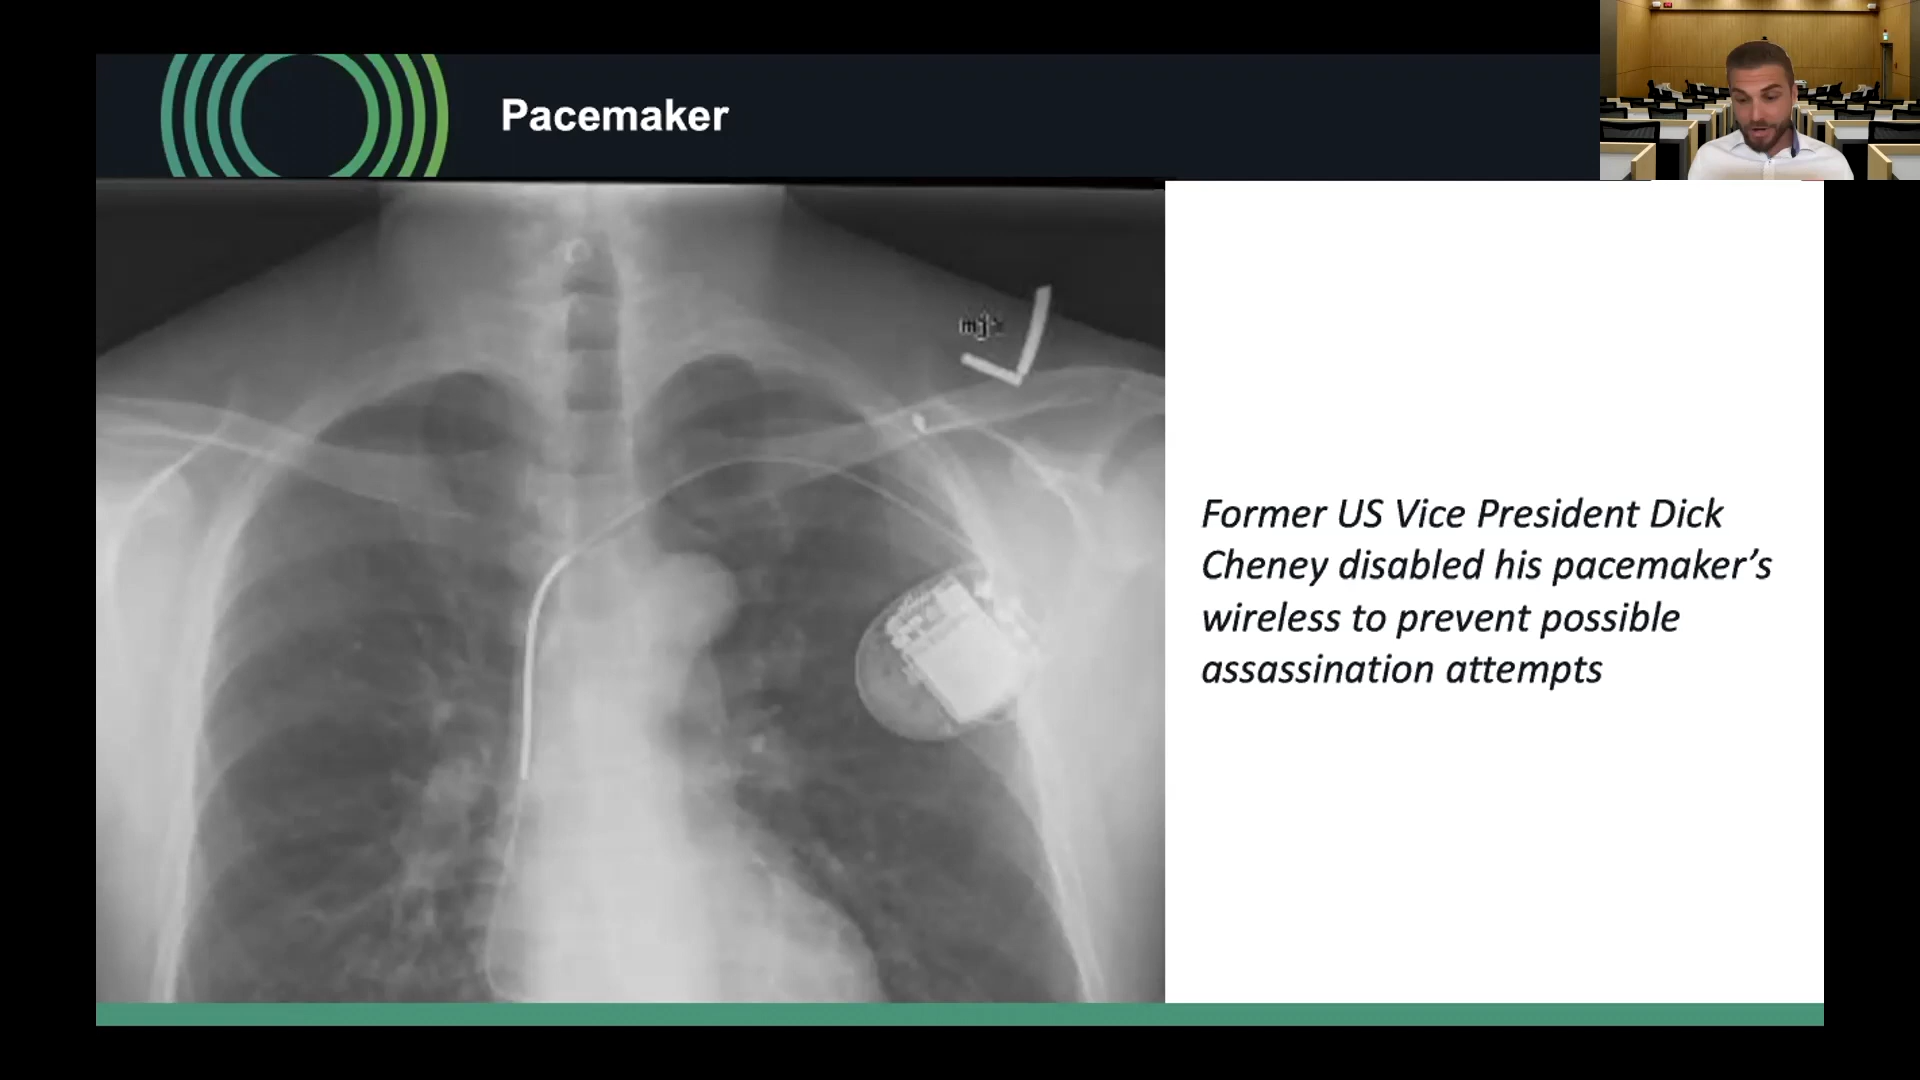 Pacemaker
Former US Vice President Dick
Cheney disabled his pacemaker's
wireless to prevent possible
assassination attempts